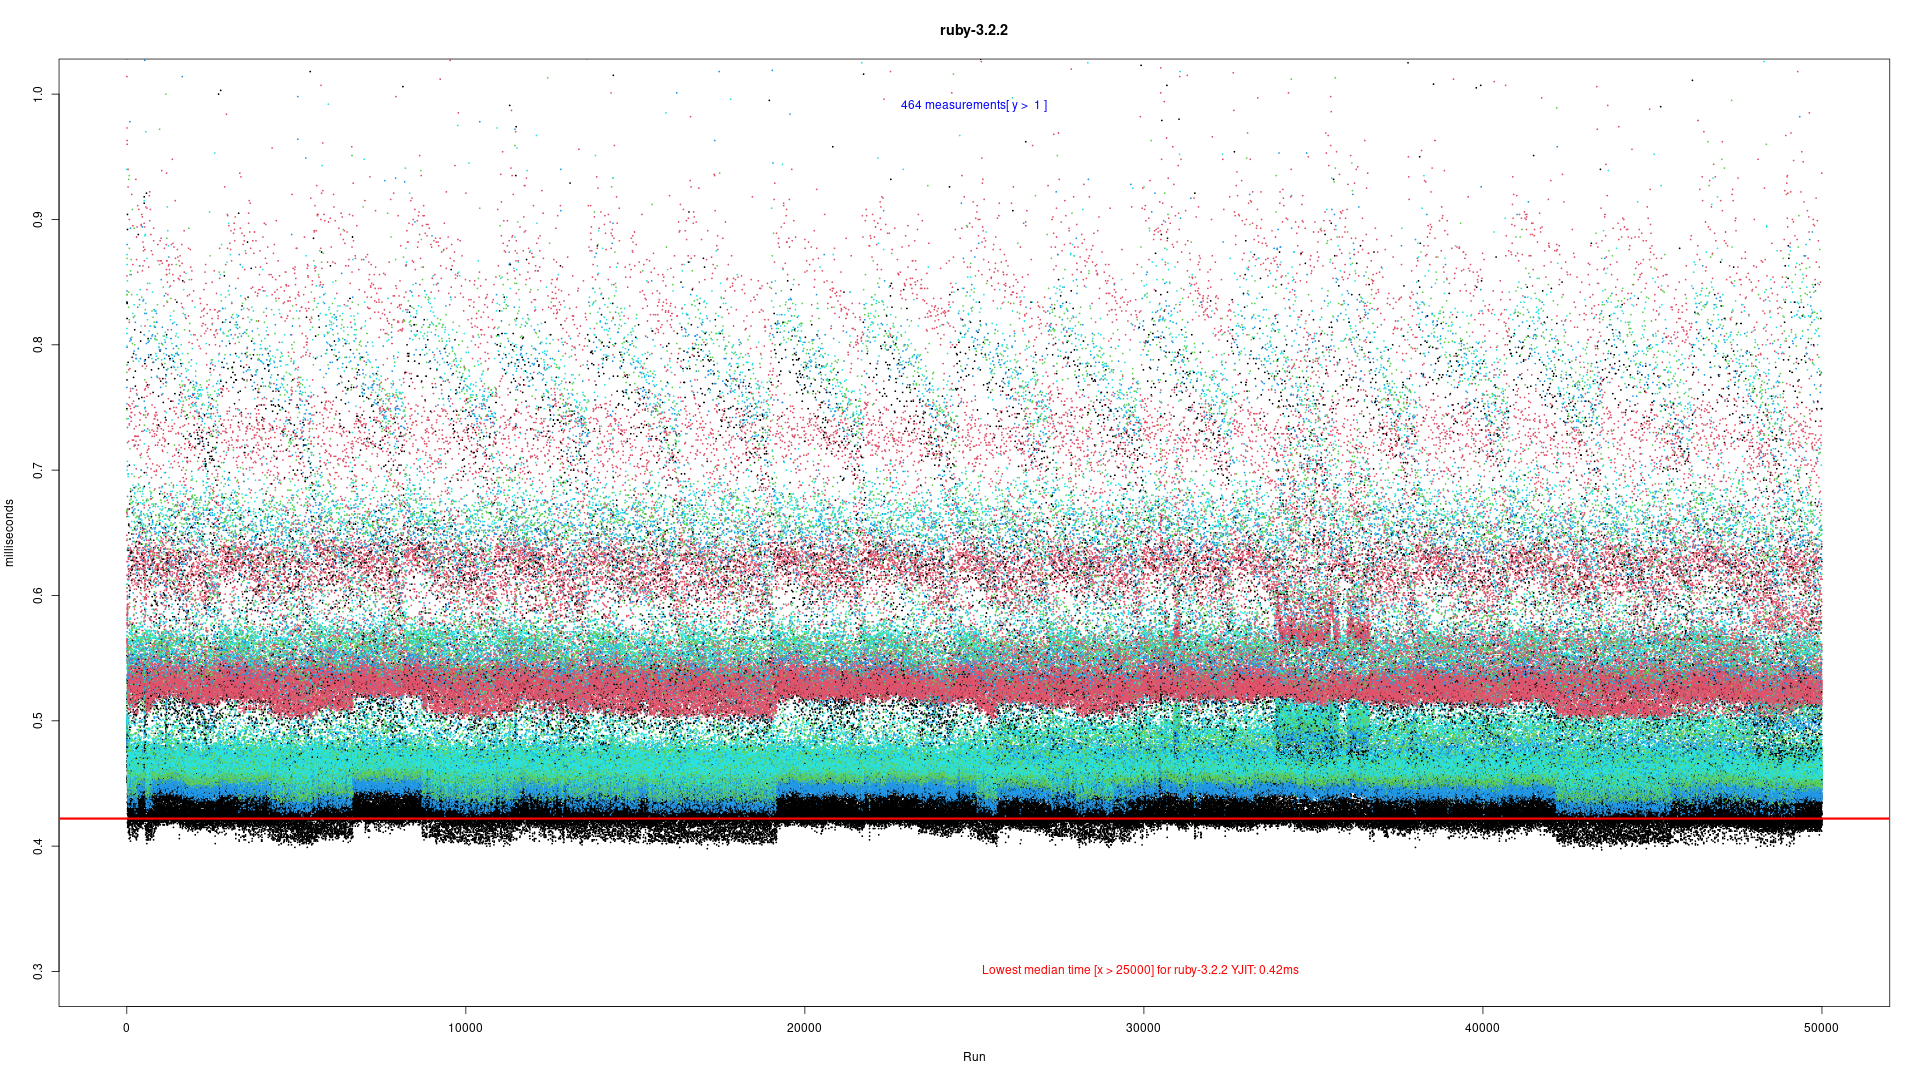 ruby-3.2.2
464 measurements[ y > 1 ]
milliseconds
1.0
0.9
0.8
0.7
0.6
0.5
0.4
0.3
Lowest median time [x > 25000] for ruby-3.2.2 YJIT: 0.42ms
0 10000 20000 30000 40000 50000
Run